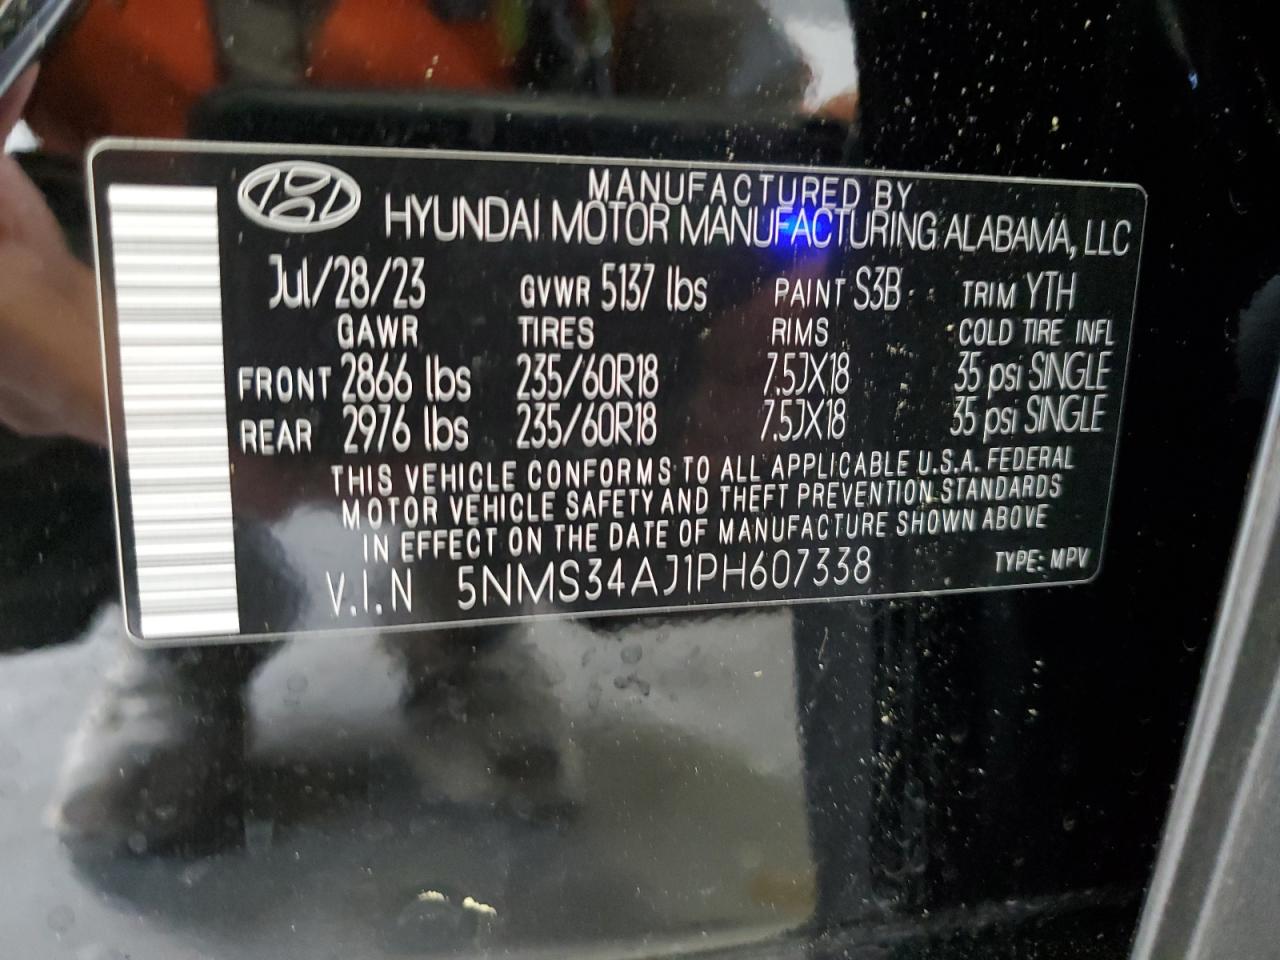 MANUFACTURED BY
HYUNDAI MOTOR MANUFACTURING ALABAMA, LLC
Jul/28/23 GVWR 5137 lbs PAINT S3B TRIM YTH
GAWR TIRES RIMS COLD TIRE INFL
FRONT 2866 lbs 235/60R18 7.5JX18 35 psi SINGLE
REAR 2976 lbs 235/60R18 7.5JX18 35 psi SINGLE
THIS VEHICLE CONFORMS TO ALL APPLICABLE U.S.A. FEDERAL
MOTOR VEHICLE SAFETY AND THEFT PREVENTION STANDARDS
IN EFFECT ON THE DATE OF MANUFACTURE SHOWN ABOVE
V.I.N 5NMS34AJ1PH607338 TYPE: MPV